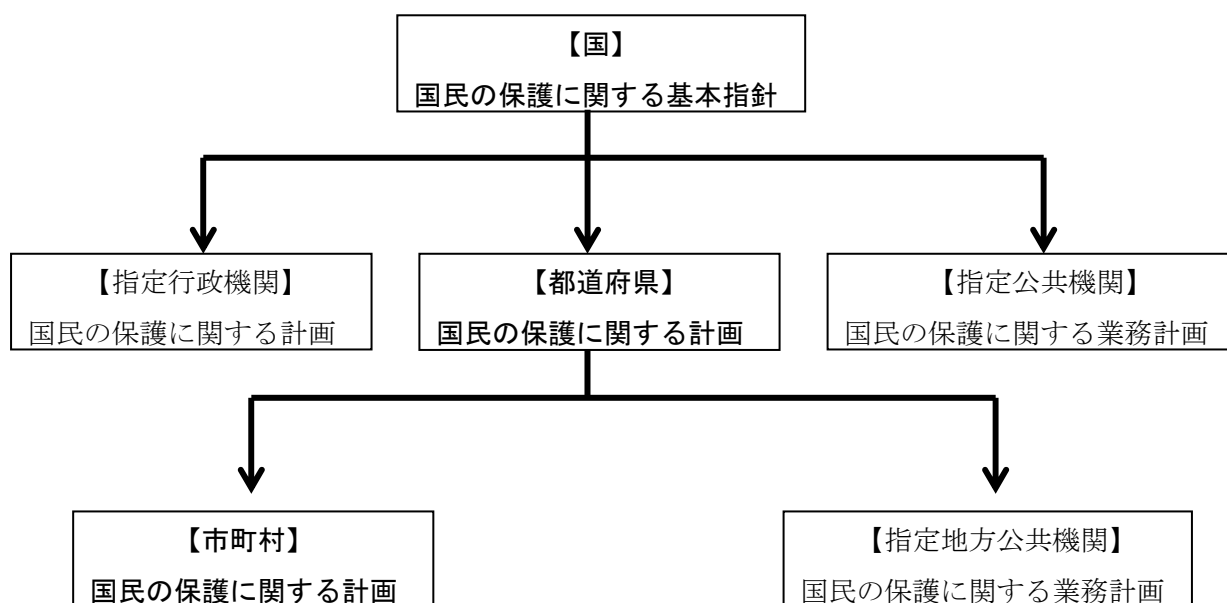 【国】
国民の保護に関する基本指針
【指定行政機関】
国民の保護に関する計画
【都道府県】
国民の保護に関する計画
【指定公共機関】
国民の保護に関する業務計画
【市町村】
国民の保護に関する計画
【指定地方公共機関】
国民の保護に関する業務計画